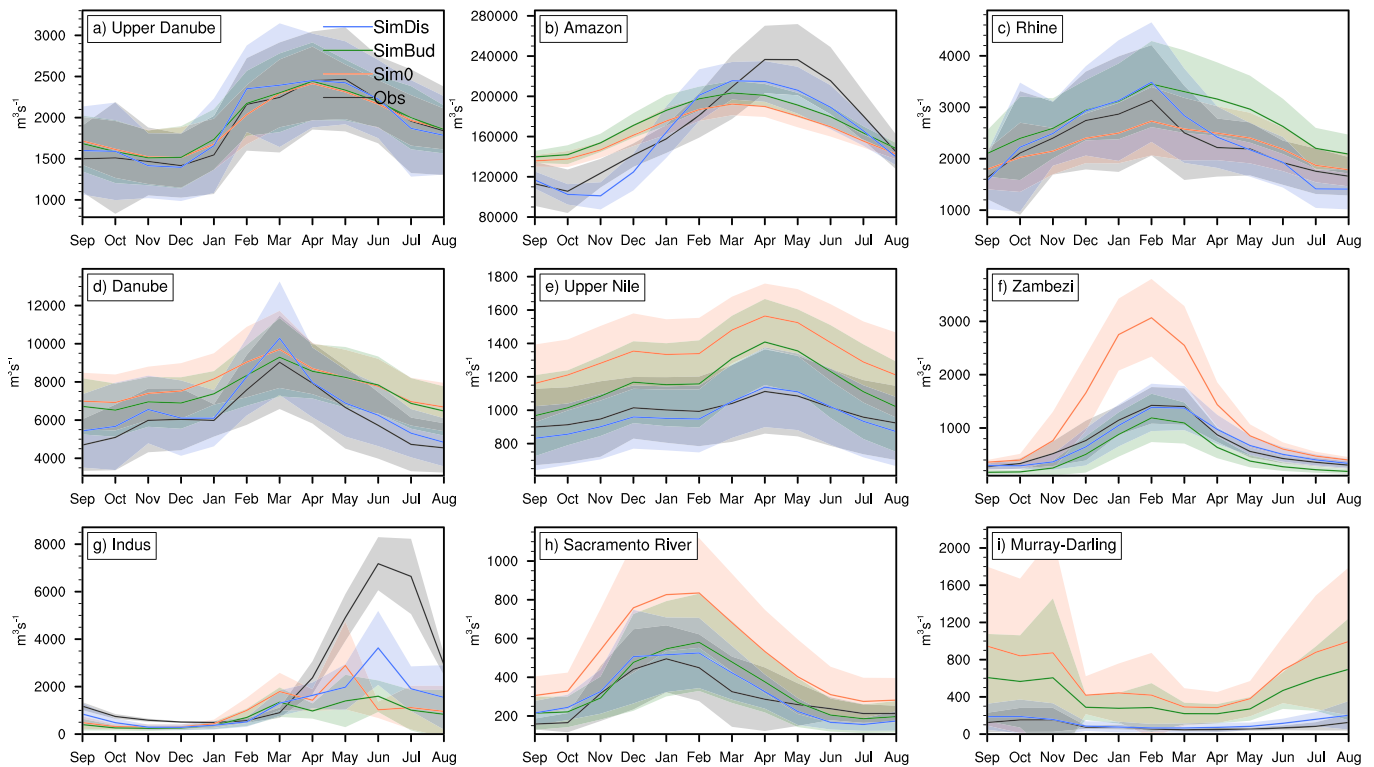 a) Upper Danube
SimDis
SimBud
Sim0
Obs
m³s⁻¹
3000
2500
2000
1500
1000
Sep Oct Nov Dec Jan Feb Mar Apr May Jun Jul Aug
b) Amazon
m³s⁻¹
280000
240000
200000
160000
120000
80000
Sep Oct Nov Dec Jan Feb Mar Apr May Jun Jul Aug
c) Rhine
m³s⁻¹
4000
3000
2000
1000
Sep Oct Nov Dec Jan Feb Mar Apr May Jun Jul Aug
d) Danube
m³s⁻¹
12000
10000
8000
6000
4000
Sep Oct Nov Dec Jan Feb Mar Apr May Jun Jul Aug
e) Upper Nile
m³s⁻¹
1800
1600
1400
1200
1000
800
Sep Oct Nov Dec Jan Feb Mar Apr May Jun Jul Aug
f) Zambezi
m³s⁻¹
3000
2000
1000
Sep Oct Nov Dec Jan Feb Mar Apr May Jun Jul Aug
g) Indus
m³s⁻¹
8000
6000
4000
2000
0
Sep Oct Nov Dec Jan Feb Mar Apr May Jun Jul Aug
h) Sacramento River
m³s⁻¹
1000
800
600
400
200
Sep Oct Nov Dec Jan Feb Mar Apr May Jun Jul Aug
i) Murray-Darling
m³s⁻¹
2000
1600
1200
800
400
0
Sep Oct Nov Dec Jan Feb Mar Apr May Jun Jul Aug